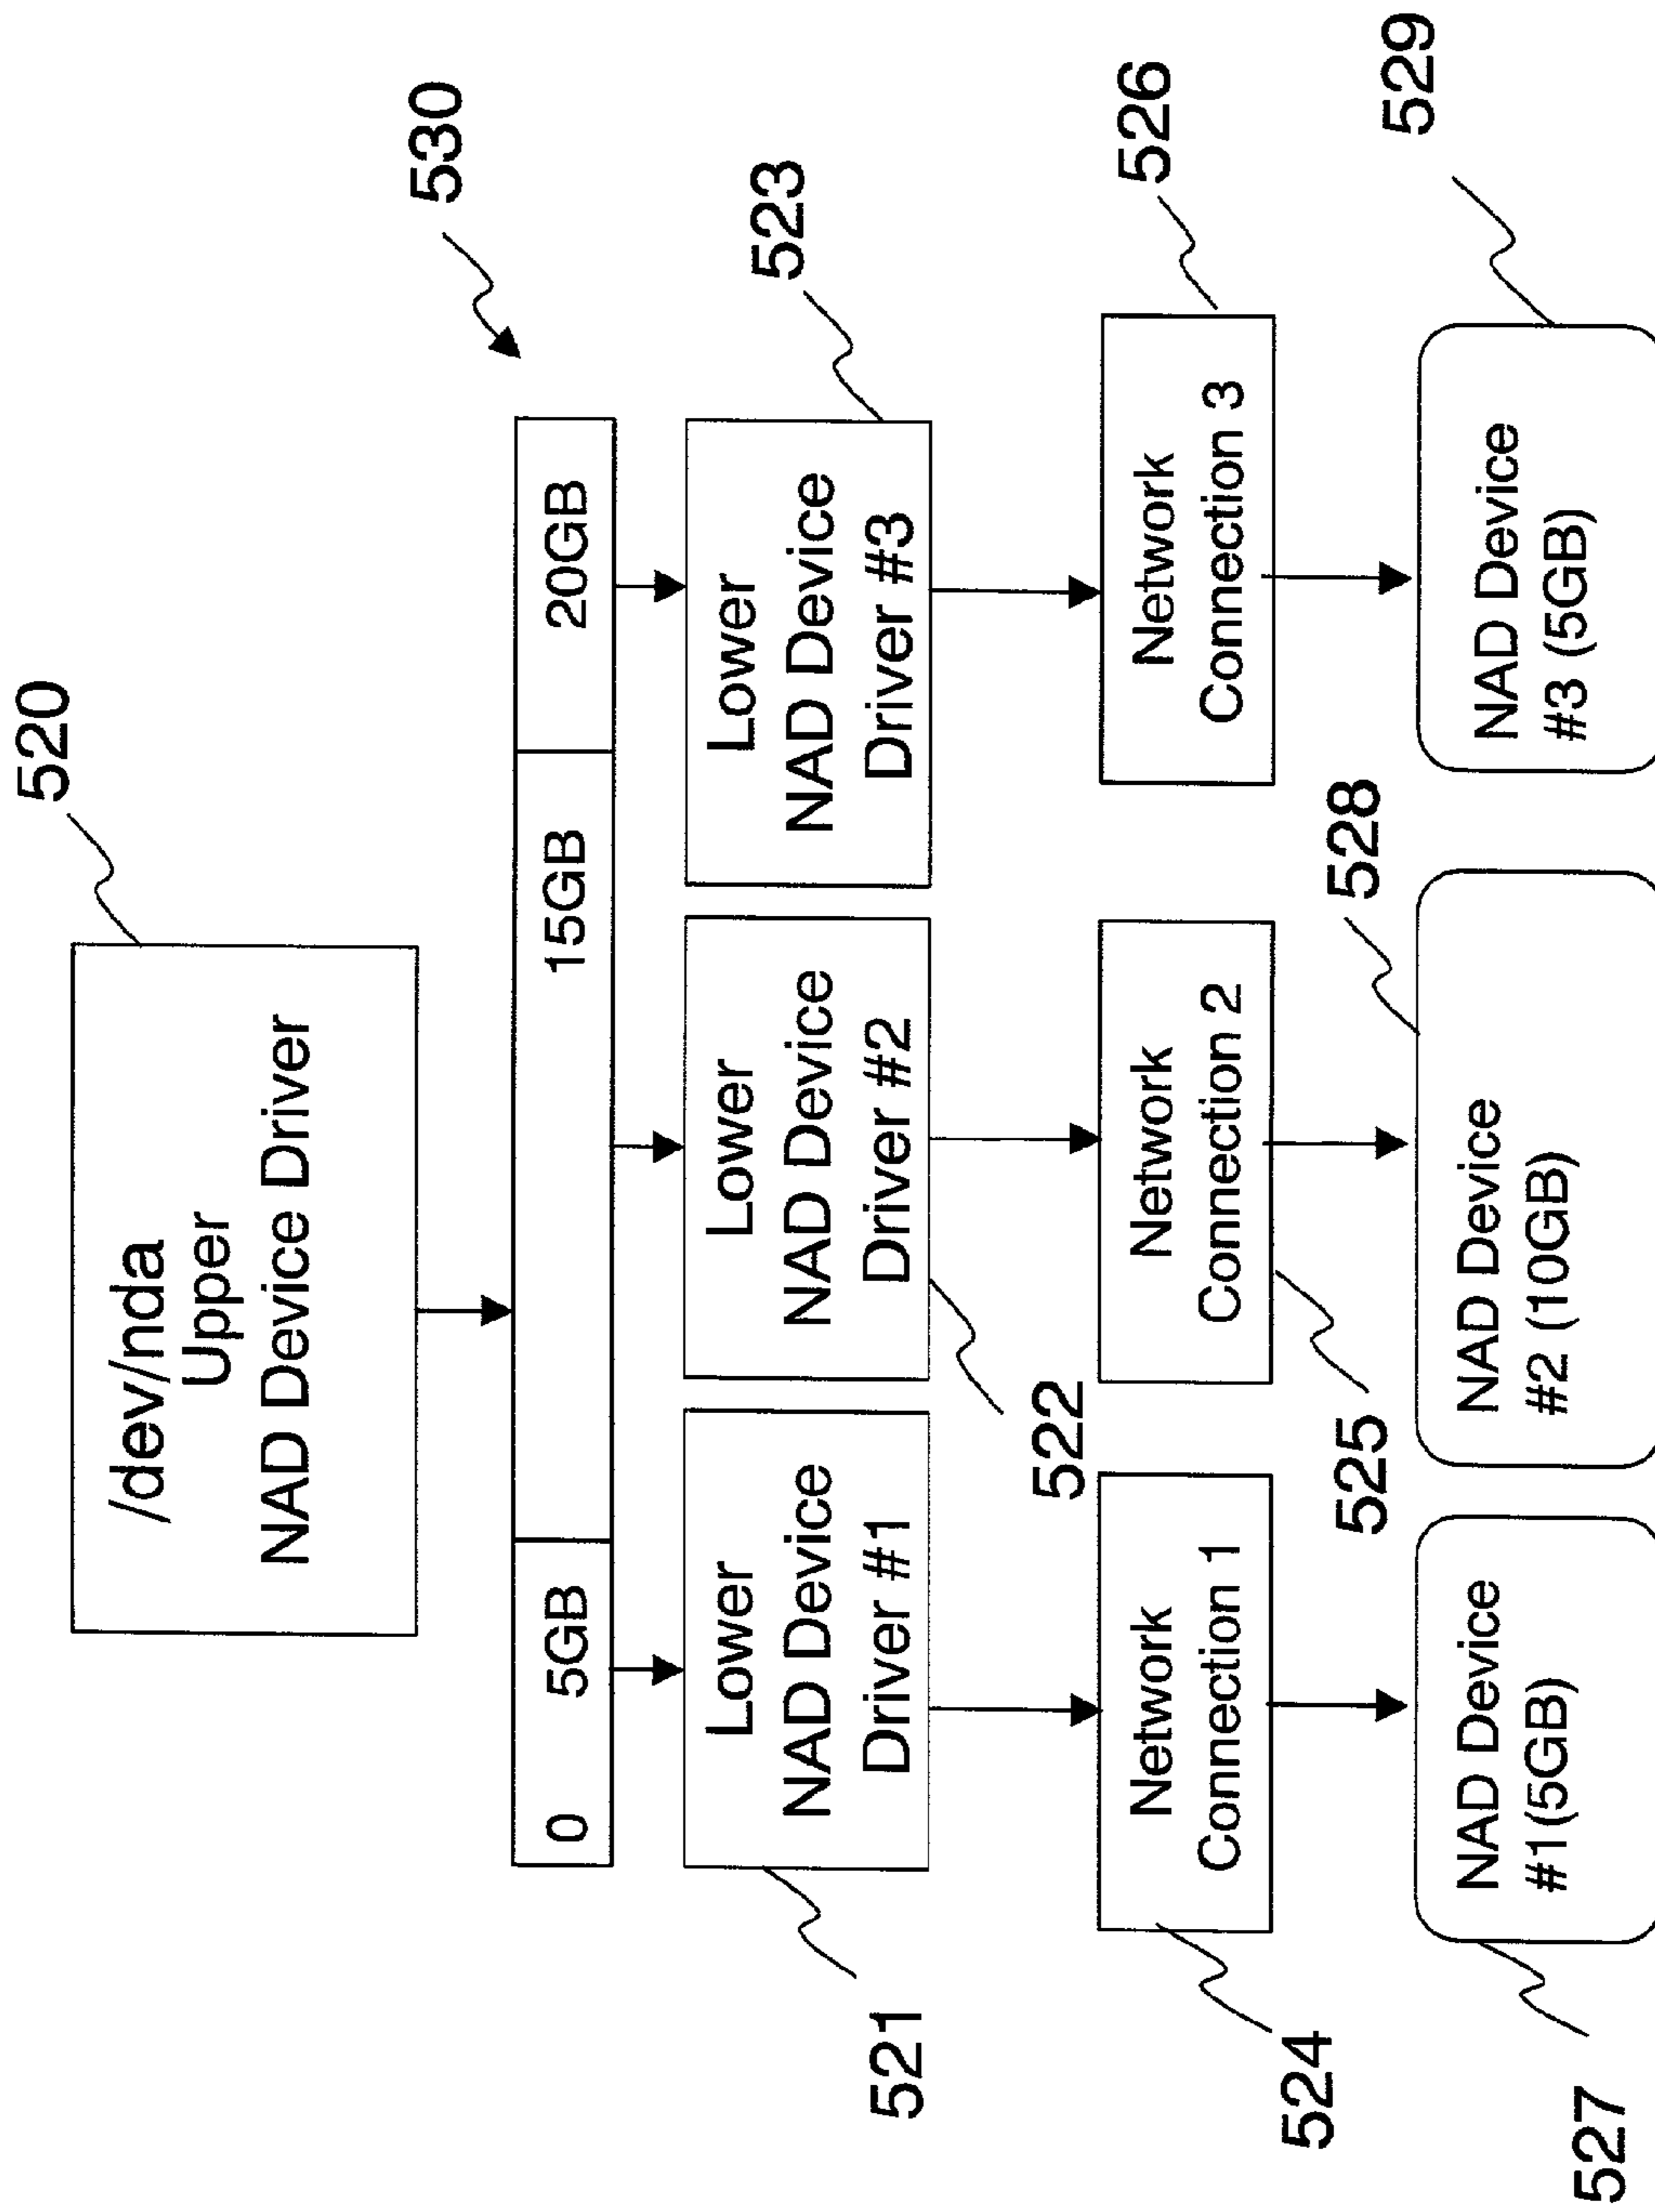 520
/dev/nda
Upper
NAD Device Driver
530
0
5GB
15GB
20GB
523
Lower
NAD Device
Driver #1
Lower
NAD Device
Driver #2
Lower
NAD Device
Driver #3
521
522
526
Network
Connection 1
Network
Connection 2
Network
Connection 3
524
525
528
529
NAD Device
#1(5GB)
NAD Device
#2 (10GB)
NAD Device
#3 (5GB)
527